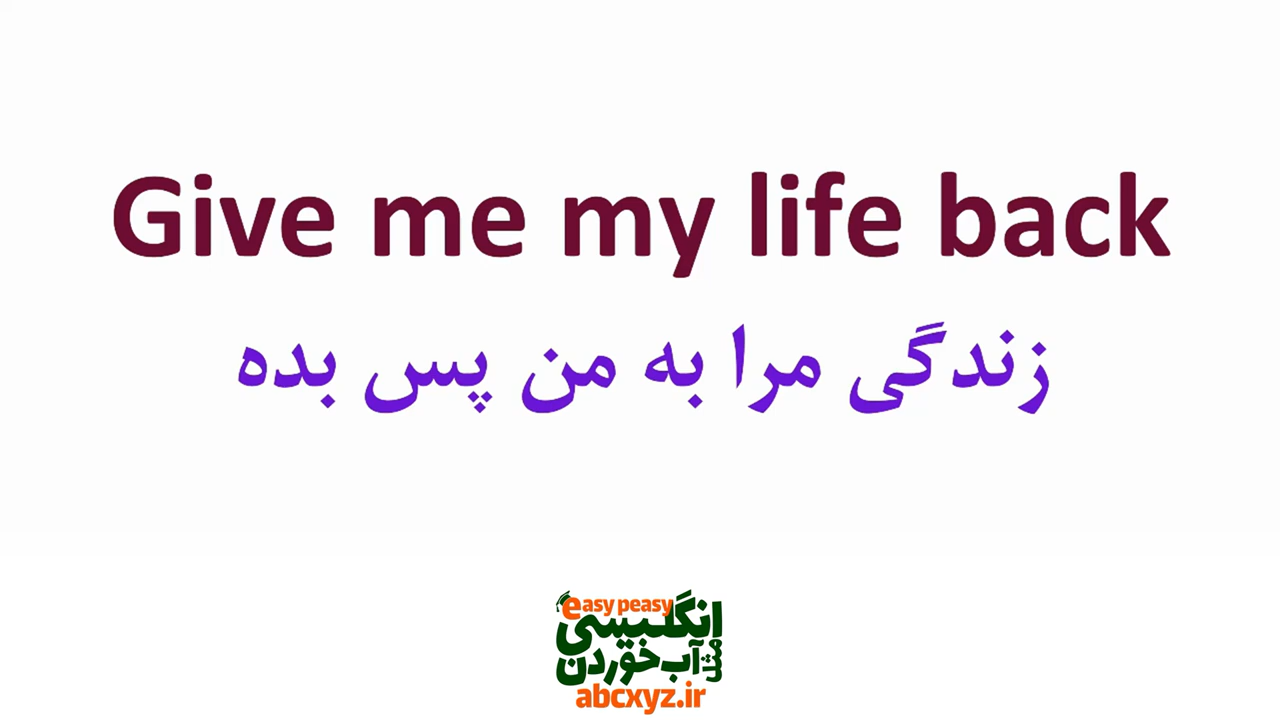 Give me my life back
زندگی مرا به من پس بده
easy peasy
انگلیسی
مثل آب خوردن
abcxyz.ir